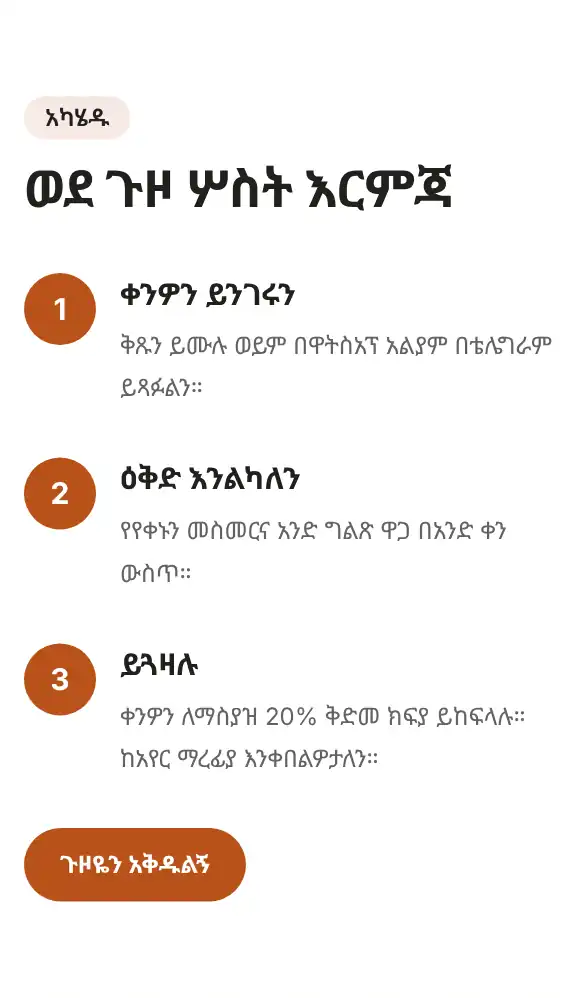 አካሄዱ
ወደ ጉዞ ሦስት እርምጃ
1
ቀንዎን ይንገሩን
ቅጹን ይሙሉ ወይም በዋትስአፕ አልያም በቴሌግራም
ይጻፉልን።
2
ዕቅድ እንልካለን
የየቀኑን መስመርና አንድ ግልጽ ዋጋ በአንድ ቀን
ውስጥ።
3
ይጓዛሉ
ቀንዎን ለማስያዝ 20% ቅድመ ክፍያ ይከፍላሉ።
ከአየር ማረፊያ እንቀበልዎታለን።
ጉዞዬን አቅዱልኝ